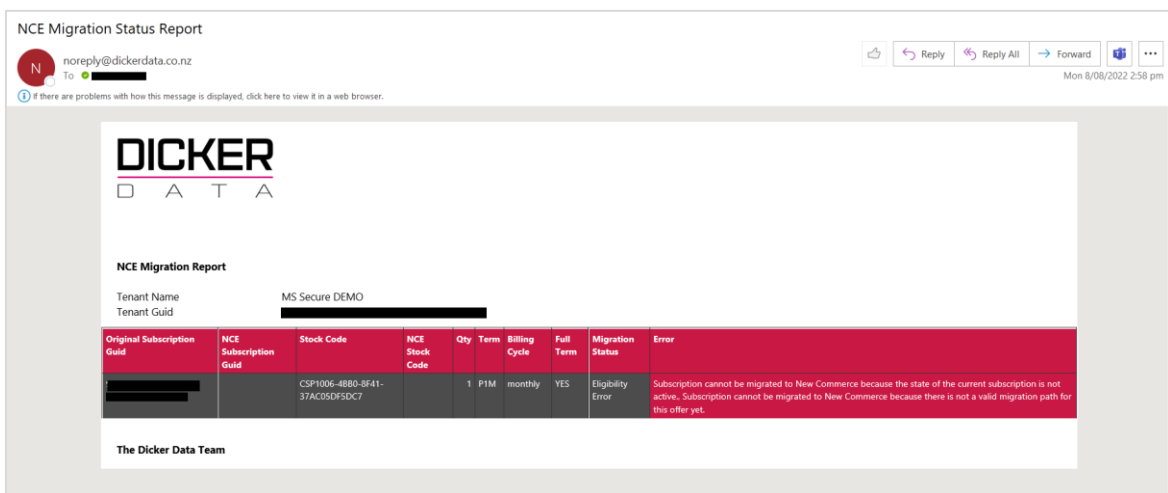 NCE Migration Status Report
N
noreply@dickerdata.co.nz
To
Reply
Reply All
Forward
Mon 8/08/2022 2:58 pm
If there are problems with how this message is displayed, click here to view it in a web browser.
DICKER
DATA
NCE Migration Report
Tenant Name MS Secure DEMO
Tenant Guid
Original Subscription Guid
NCE Subscription Guid
Stock Code
NCE Stock Code
Qty
Term
Billing Cycle
Full Term
Migration Status
Error
CSP1006-4BB0-8F41-
37AC05DF5DC7
1
P1M
monthly
YES
Eligibility
Error
Subscription cannot be migrated to New Commerce because the state of the current subscription is not
active., Subscription cannot be migrated to New Commerce because there is not a valid migration path for
this offer yet.
The Dicker Data Team